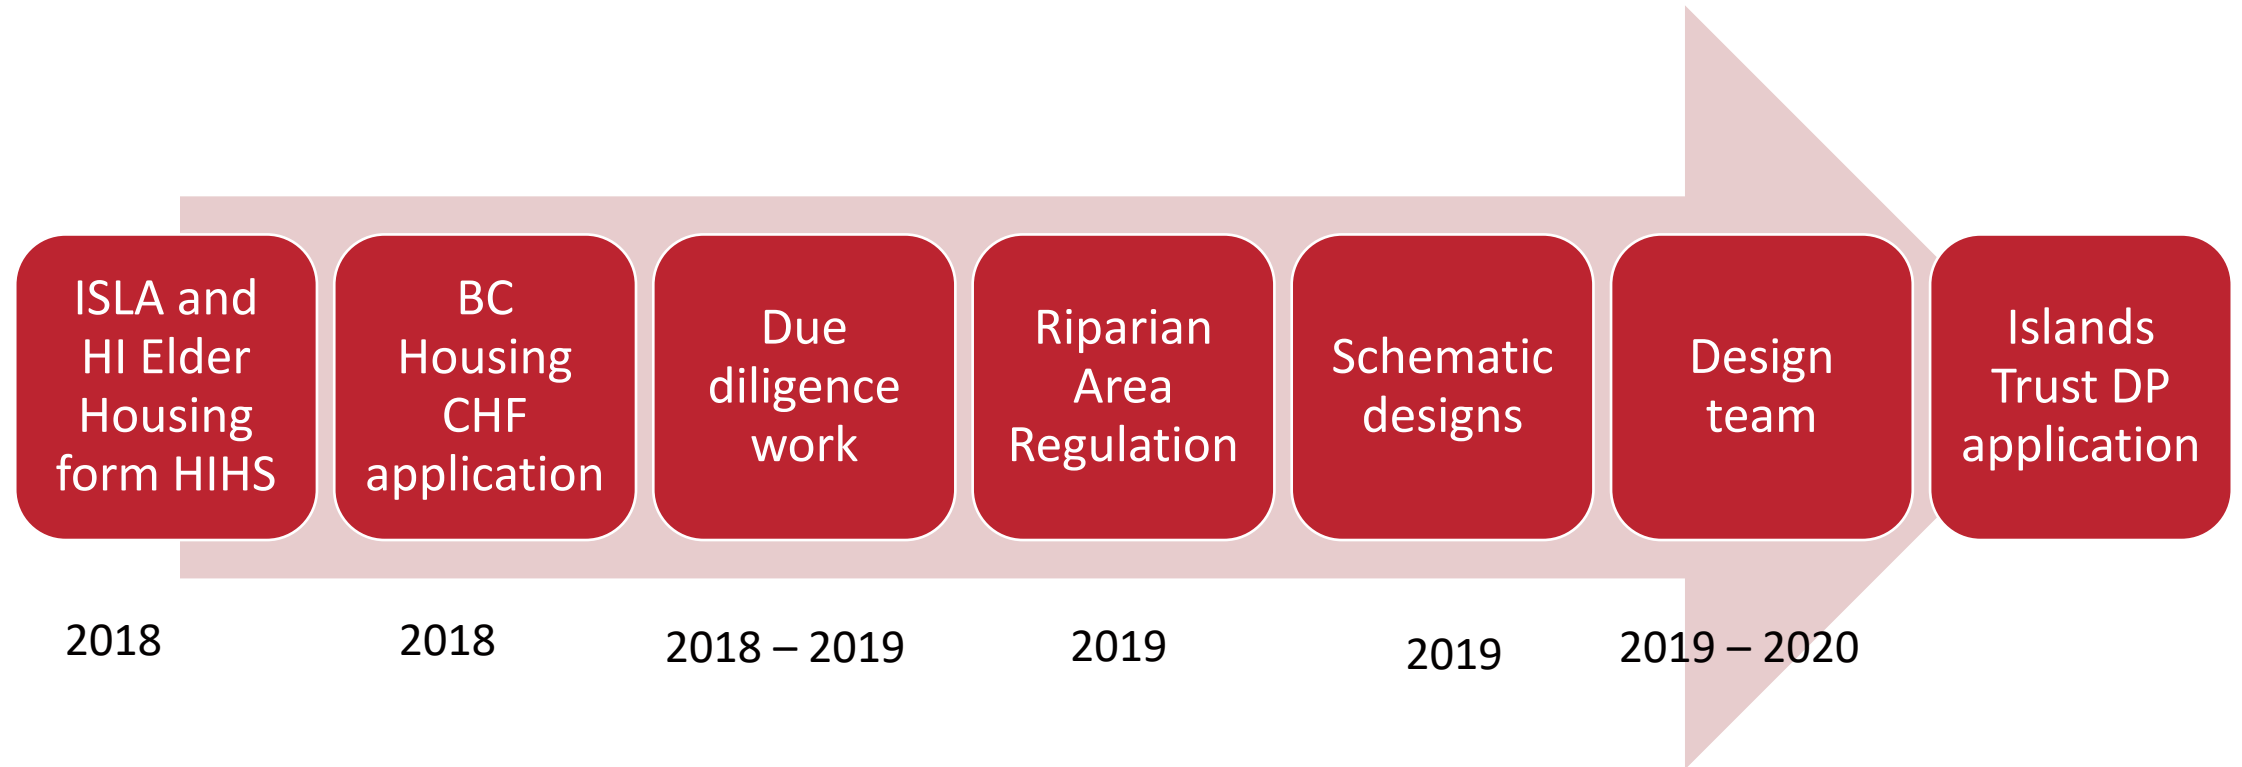 ISLA and
HI Elder
Housing
form HIHS
BC
Housing
CHF
application
Due
diligence
work
Riparian
Area
Regulation
Schematic
designs
Design
team
Islands
Trust DP
application
2018
2018
2018 – 2019
2019
2019
2019 – 2020